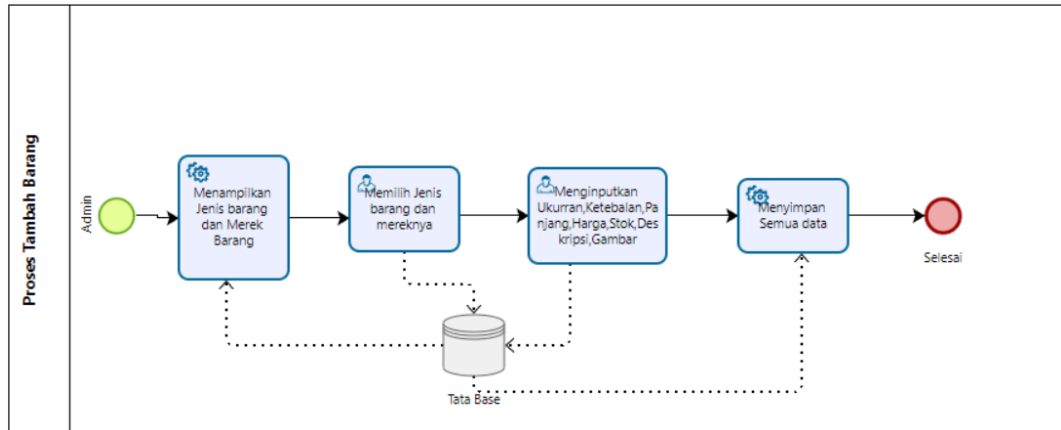 Proses Tambah Barang
Admin
Menampilkan
Jenis barang
dan Merek
Barang
Memilih Jenis
barang dan
mereknya
Menginputkan
Ukurran,Ketebalan,Pa
njang,Harga,Stok,Des
kripsi,Gambar
Menyimpan
Semua data
Selesai
Tata Base